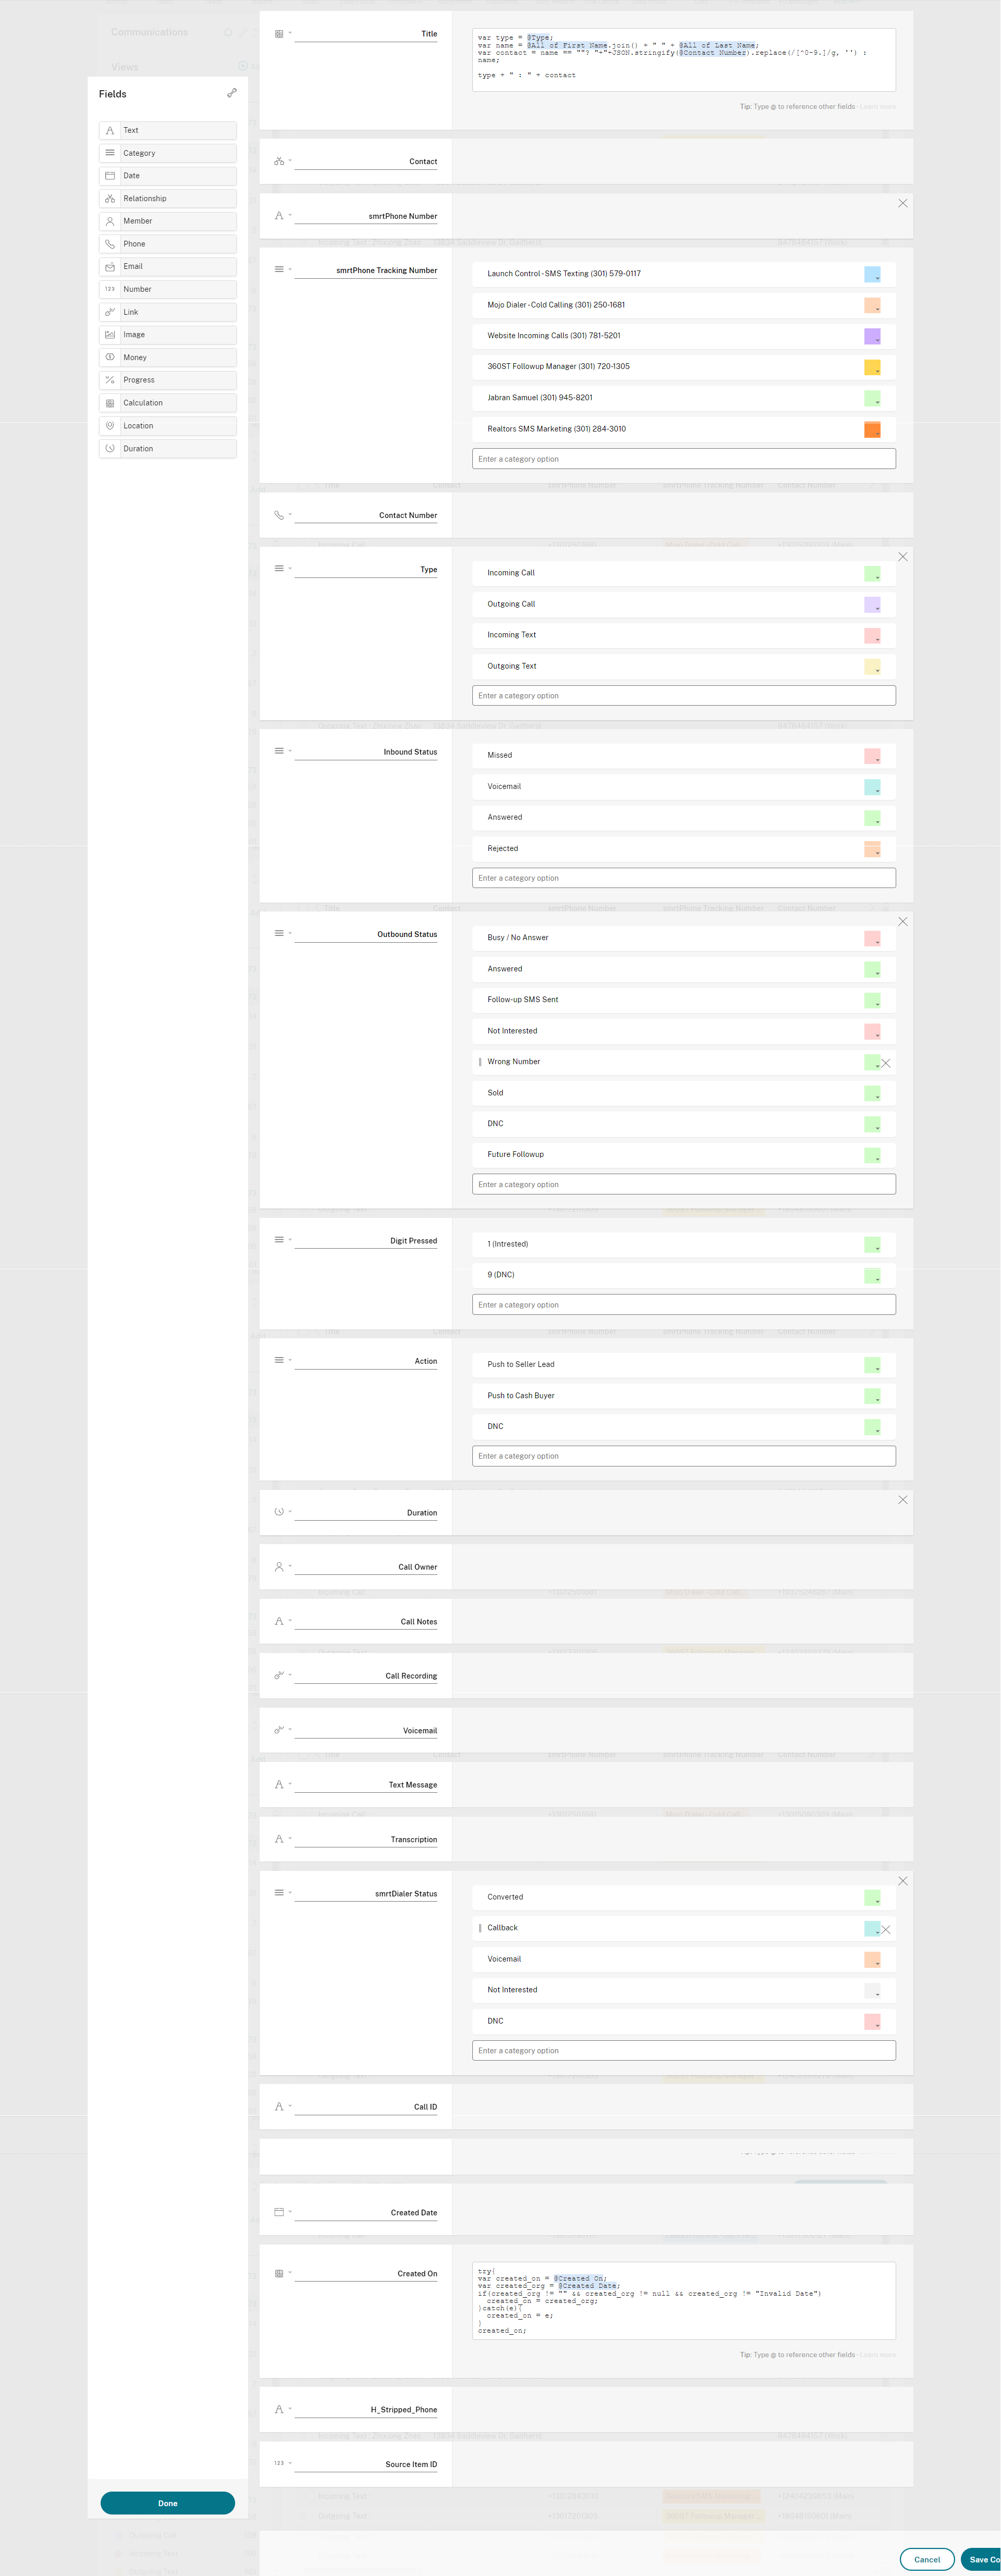 Communications
Views
Fields
Text
Category
Date
Relationship
Member
Phone
Email
Number
Link
Image
Money
Progress
Calculation
Location
Duration
Done
Title
var type = @Type;
var name = @All of First Name.join() + " " + @All of Last Name;
var contact = name == ""? "+"+JSON.stringify(@Contact Number).replace(/[^0-9.]/g, '') :
name;
type + " : " + contact
Tip: Type @ to reference other fields · Learn more
Contact
smrtPhone Number
smrtPhone Tracking Number
Launch Control - SMS Texting (301) 579-0117
Mojo Dialer - Cold Calling (301) 250-1681
Website Incoming Calls (301) 781-5201
360ST Followup Manager (301) 720-1305
Jabran Samuel (301) 945-8201
Realtors SMS Marketing (301) 284-3010
Enter a category option
Contact Number
Type
Incoming Call
Outgoing Call
Incoming Text
Outgoing Text
Enter a category option
Inbound Status
Missed
Voicemail
Answered
Rejected
Enter a category option
Outbound Status
Busy / No Answer
Answered
Follow-up SMS Sent
Not Interested
Wrong Number
Sold
DNC
Future Followup
Enter a category option
Digit Pressed
1 (Intrested)
9 (DNC)
Enter a category option
Action
Push to Seller Lead
Push to Cash Buyer
DNC
Enter a category option
Duration
Call Owner
Call Notes
Call Recording
Voicemail
Text Message
Transcription
smrtDialer Status
Converted
Callback
Voicemail
Not Interested
DNC
Enter a category option
Call ID
Created Date
Created On
try{
var created_on = @Created On;
var created_org = @Created Date;
if(created_org != "" && created_org != null && created_org != "Invalid Date")
created_on = created_org;
}catch(e){
created_on = e;
}
created_on;
Tip: Type @ to reference other fields · Learn more
H_Stripped_Phone
Source Item ID
Cancel
Save Co